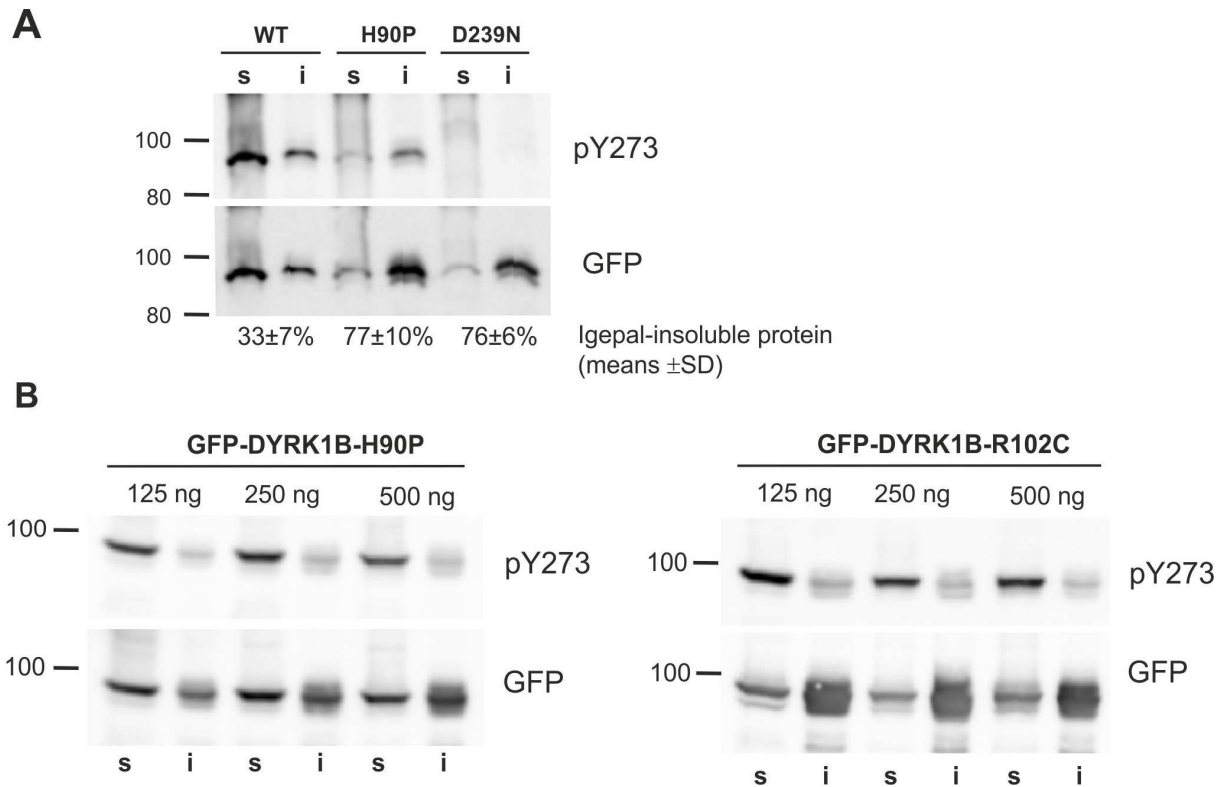 A
WT H90P D239N
s i s i s i
100
80
pY273
100
80
GFP
33±7% 77±10% 76±6% Igepal-insoluble protein
(means ±SD)
B
GFP-DYRK1B-H90P
125 ng 250 ng 500 ng
100
pY273
100
GFP
s i s i s i
GFP-DYRK1B-R102C
125 ng 250 ng 500 ng
100
pY273
100
GFP
s i s i s i